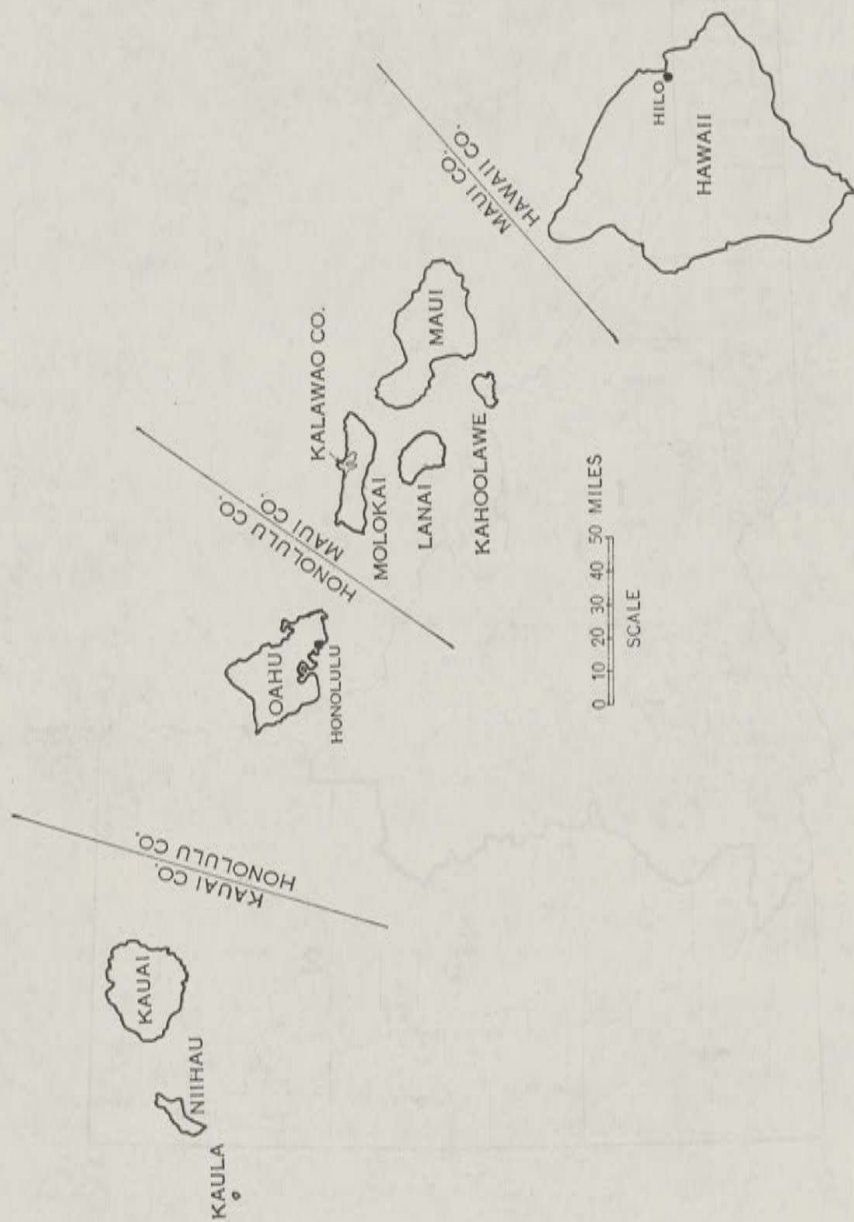 KAULA
NIIHAU
KAUAI
KAUAI CO.
HONOLULU CO.
OAHU
HONOLULU
HONOLULU CO.
MAUI CO.
KALAWAO CO.
MOLOKAI
LANAI
MAUI
KAHOOLAWE
MAUI CO.
HAWAII CO.
HILO
HAWAII
0 10 20 30 40 50 MILES
SCALE